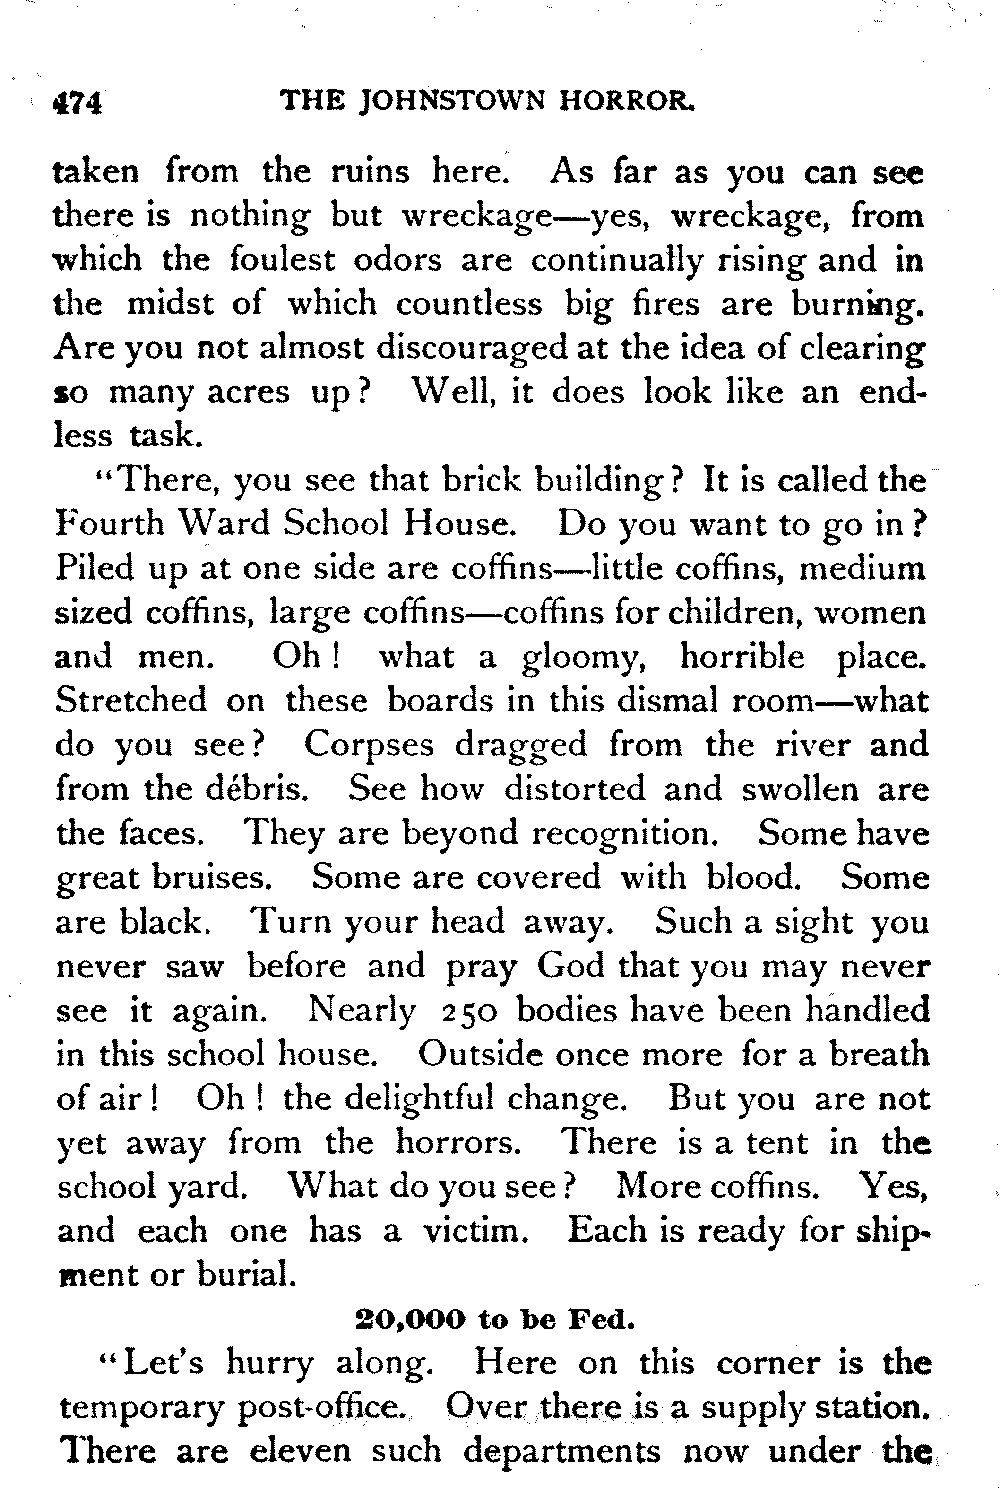 474 THE JOHNSTOWN HORROR.
taken from the ruins here. As far as you can see
there is nothing but wreckage—yes, wreckage, from
which the foulest odors are continually rising and in
the midst of which countless big fires are burning.
Are you not almost discouraged at the idea of clearing
so many acres up? Well, it does look like an end-
less task.
"There, you see that brick building? It is called the
Fourth Ward School House. Do you want to go in?
Piled up at one side are coffins—little coffins, medium
sized coffins, large coffins—coffins for children, women
and men. Oh! what a gloomy, horrible place.
Stretched on these boards in this dismal room—what
do you see? Corpses dragged from the river and
from the débris. See how distorted and swollen are
the faces. They are beyond recognition. Some have
great bruises. Some are covered with blood. Some
are black. Turn your head away. Such a sight you
never saw before and pray God that you may never
see it again. Nearly 250 bodies have been handled
in this school house. Outside once more for a breath
of air! Oh! the delightful change. But you are not
yet away from the horrors. There is a tent in the
school yard. What do you see? More coffins. Yes,
and each one has a victim. Each is ready for ship-
ment or burial.
20,000 to be Fed.
"Let's hurry along. Here on this corner is the
temporary post-office. Over there is a supply station.
There are eleven such departments now under the